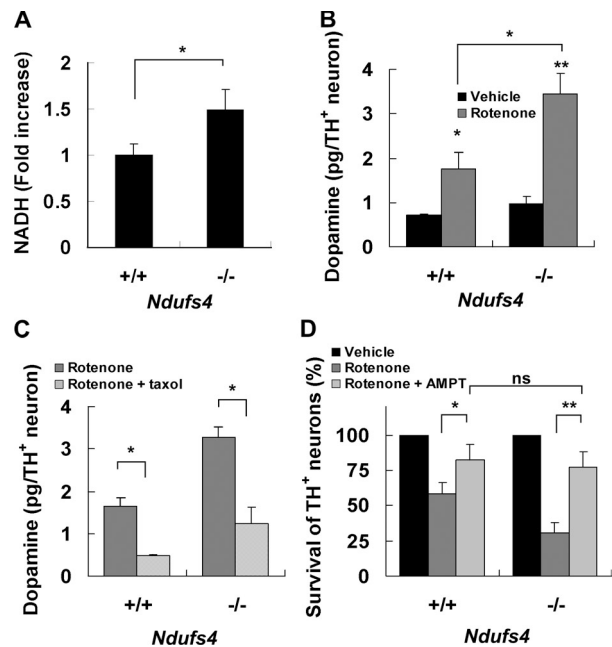 A
*
NADH (Fold increase)
2
1.5
1
0.5
0
+/+ -/-
Ndufs4
B
*
**
*
Vehicle
Rotenone
Dopamine (pg/TH+ neuron)
4
3
2
1
0
+/+ -/-
Ndufs4
C
Rotenone
Rotenone + taxol
*
*
Dopamine (pg/TH+ neuron)
4
3
2
1
0
+/+ -/-
Ndufs4
D
Vehicle
Rotenone
Rotenone + AMPT
ns
* **
Survival of TH+ neurons (%)
100
75
50
25
0
+/+ -/-
Ndufs4